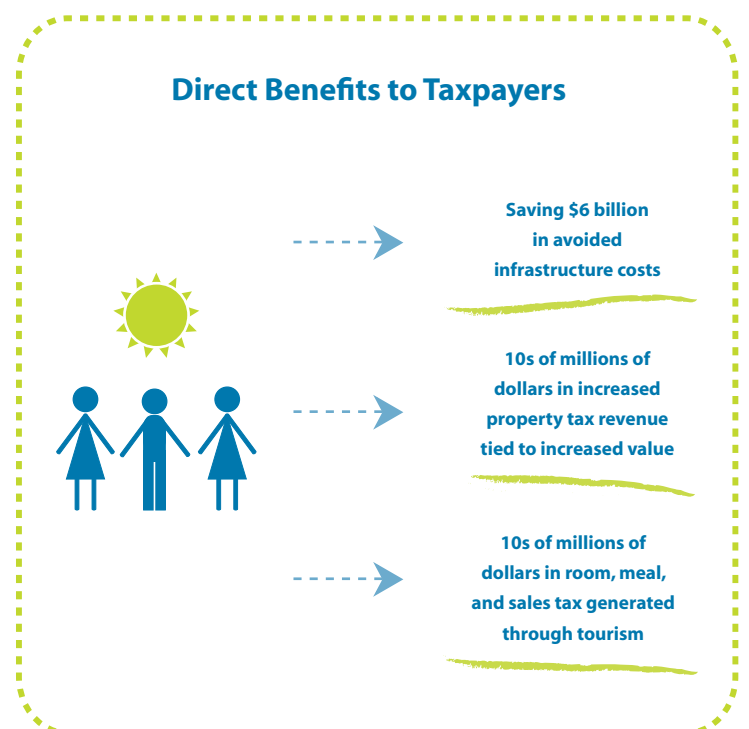 Direct Benefits to Taxpayers
Saving $6 billion
in avoided
infrastructure costs
10s of millions of
dollars in increased
property tax revenue
tied to increased value
10s of millions of
dollars in room, meal,
and sales tax generated
through tourism